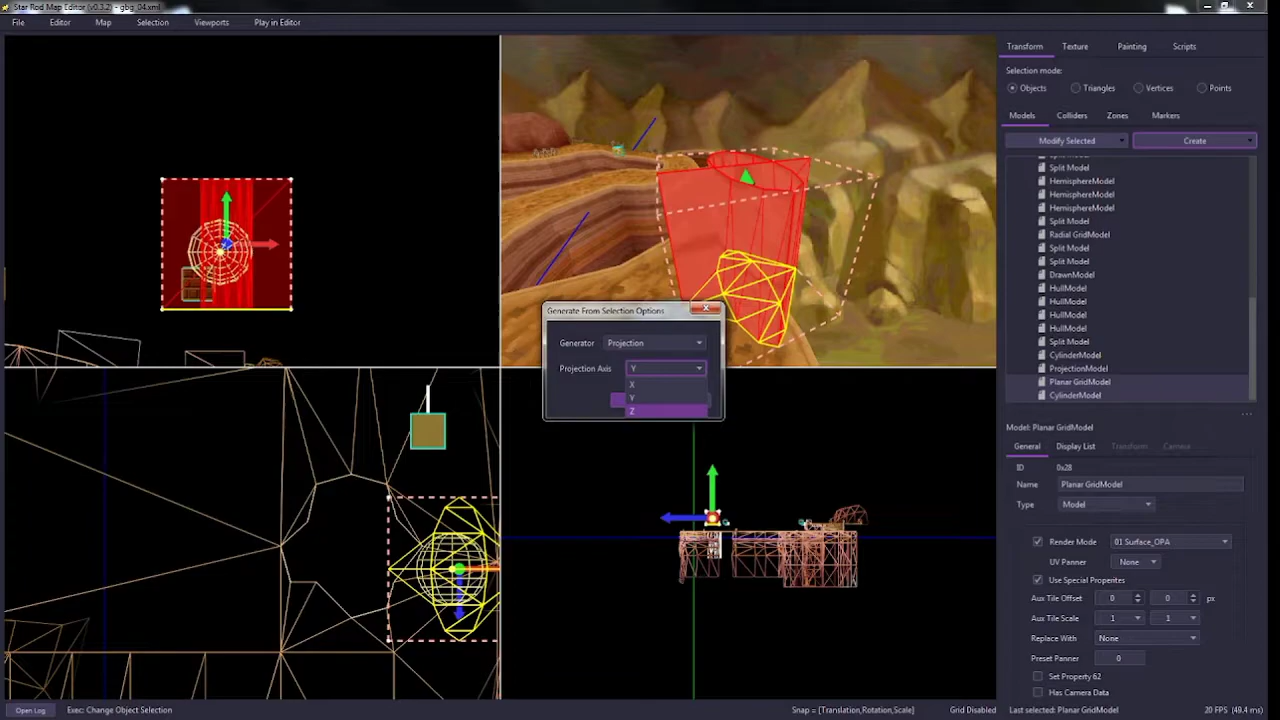 Star Rod Map Editor (v0.3.2) - gbg_04.xml
File Editor Map Selection Viewports Play in Editor
Transform Texture Painting Scripts
Selection mode:
Objects Triangles Vertices Points
Models Colliders Zones Markers
Modify Selected Create
Split Model
HemisphereModel
HemisphereModel
HemisphereModel
Split Model
Radial GridModel
Split Model
Split Model
DrawnModel
HullModel
HullModel
HullModel
HullModel
Split Model
CylinderModel
ProjectionModel
Planar GridModel
CylinderModel
Generate From Selection Options
Generator Projection
Projection Axis Y
X
Y
Z
...
Model: Planar GridModel
General Display List Transform Camera
ID 0x28
Name Planar GridModel
Type Model
Render Mode 01 Surface_OPA
UV Panner None
Use Special Properites
Aux Tile Offset 0 0 px
Aux Tile Scale 1 1
Replace With None
Preset Panner 0
Set Property 62
Has Camera Data
Open Log Exec: Change Object Selection Snap = [Translation,Rotation,Scale] Grid Disabled Last selected: Planar GridModel 20 FPS (49.4 ms)